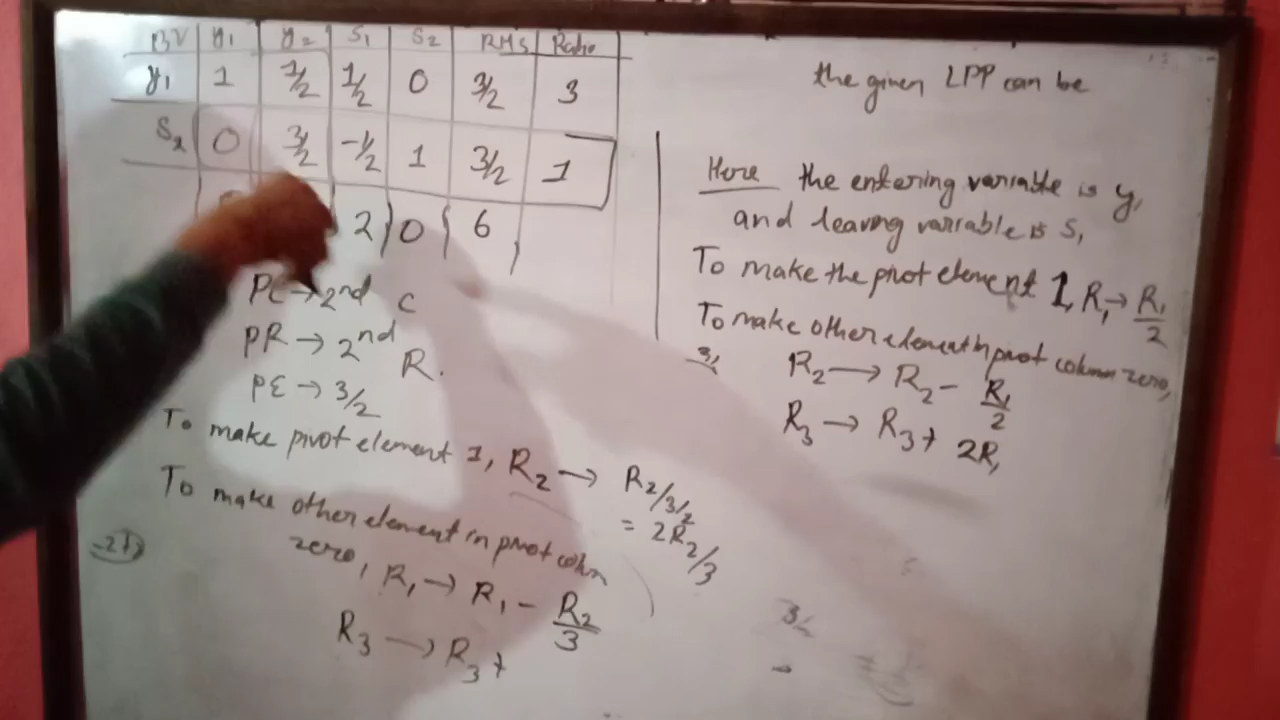 BV y₁ y₂ S₁ S₂ RHS Ratio
y₁ 1 1/2 1/2 0 3/2 3
S₂ 0 3/2 -1/2 1 3/2 1
2 0 6
PC → 2nd C
PR → 2nd R.
PE → 3/2
To make pivot element 1, R₂ → R₂/3/2
= 2R₂/3
To make other element in pivot colun
zero, R₁ → R₁ - R₂/3
R₃ → R₃ +
the given LPP can be
Here the entering variable is y₁
and leaving variable is S₁
To make the pivot element 1, R₁ → R₁/2
To make other element in pivot column zero,
R₂ → R₂ - R₁/2
R₃ → R₃ + 2R₁